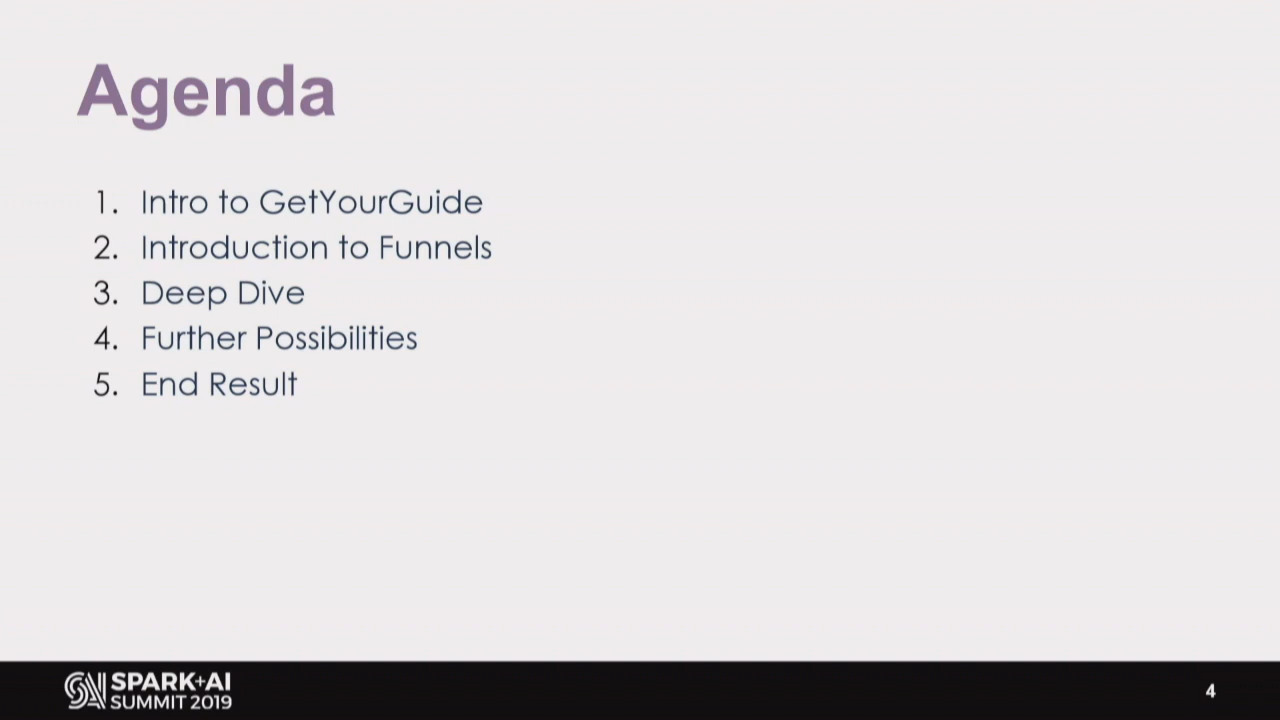 Agenda
1. Intro to GetYourGuide
2. Introduction to Funnels
3. Deep Dive
4. Further Possibilities
5. End Result
SPARK+AI
SUMMIT 2019
4